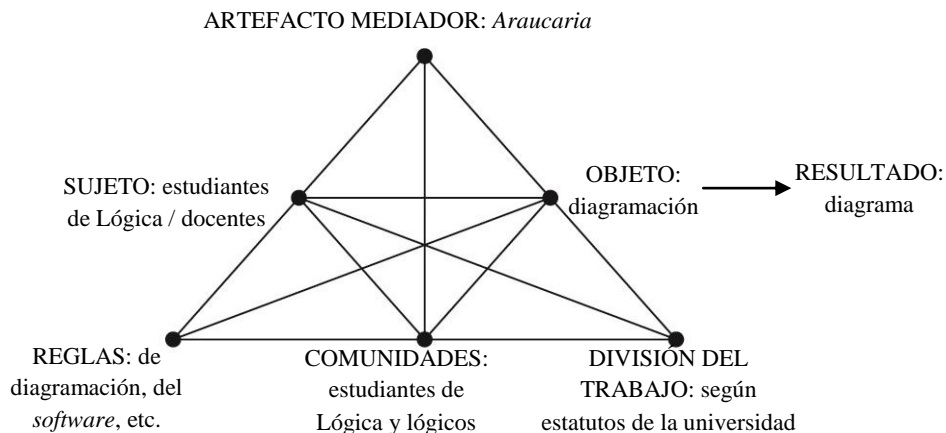 ARTEFACTO MEDIADOR: Araucaria
SUJETO: estudiantes
de Lógica / docentes
OBJETO:
diagramación
RESULTADO:
diagrama
REGLAS: de
diagramación, del
software, etc.
COMUNIDADES:
estudiantes de
Lógica y lógicos
DIVISIÓN DEL
TRABAJO: según
estatutos de la universidad